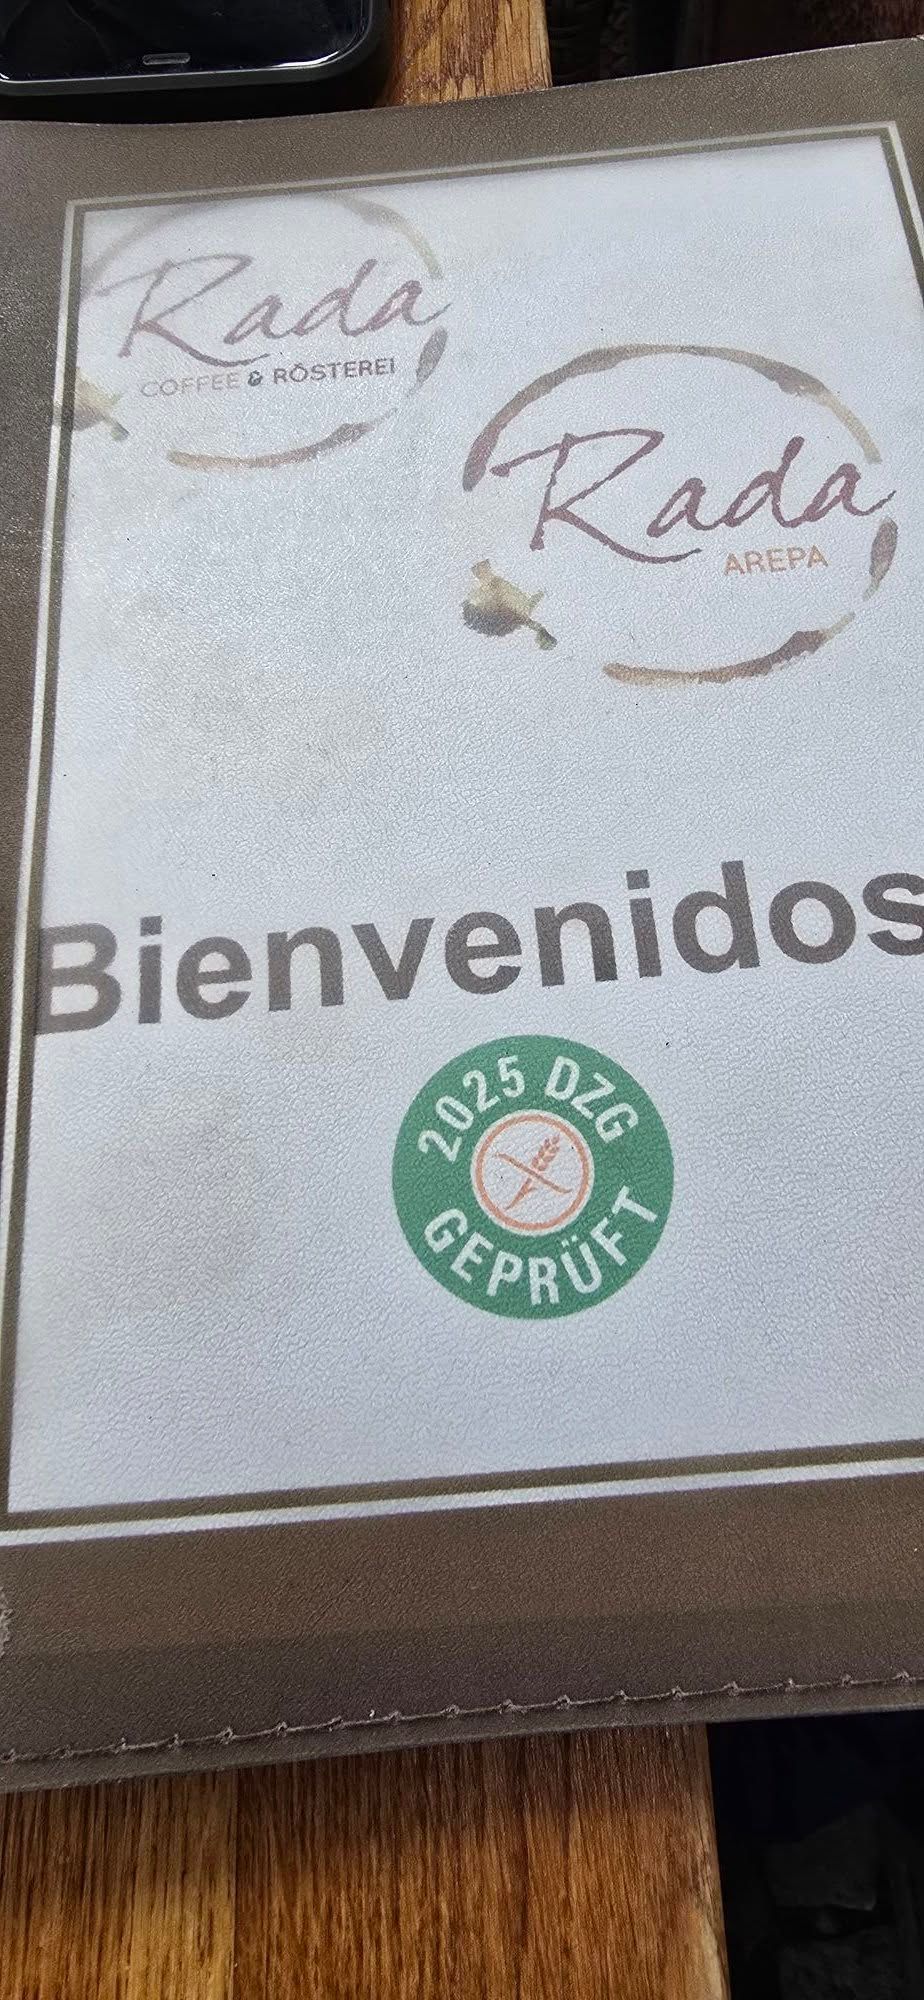 Rada
COFFEE & RÖSTEREI
Rada
AREPA
Bienvenidos
2025 DZG
GEPRÜFT